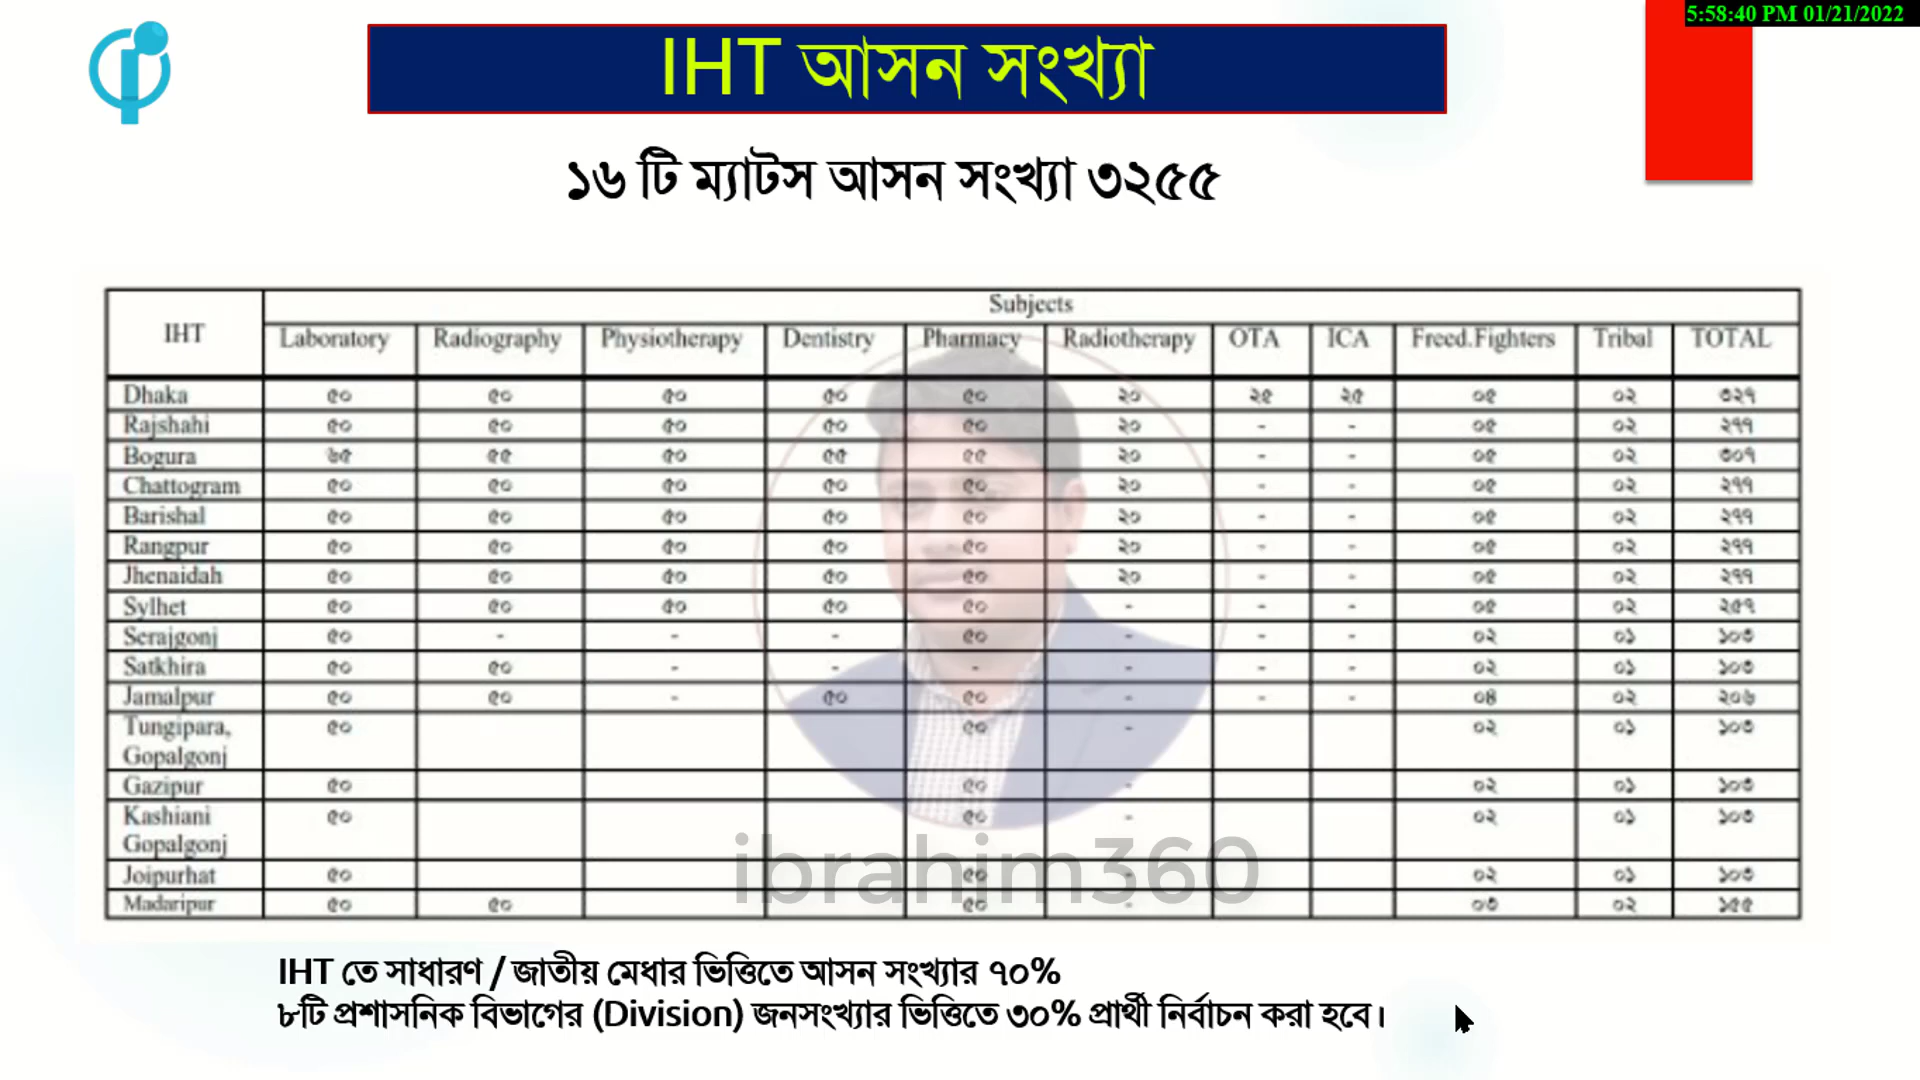 5:58:40 PM 01/21/2022
IHT আসন সংখ্যা
১৬ টি ম্যাটস আসন সংখ্যা ৩২৫৫
IHT Subjects
Laboratory Radiography Physiotherapy Dentistry Pharmacy Radiotherapy OTA ICA Freed.Fighters Tribal TOTAL
Dhaka ৫০ ৫০ ৫০ ৫০ ৫০ ২০ ২৫ ২৫ ০৫ ০২ ৩২৭
Rajshahi ৫০ ৫০ ৫০ ৫০ ৫০ ২০ - - ০৫ ০২ ২৭৭
Bogura ৬৫ ৫৫ ৫০ ৫৫ ৫৫ ২০ - - ০৫ ০২ ৩০৭
Chattogram ৫০ ৫০ ৫০ ৫০ ৫০ ২০ - - ০৫ ০২ ২৭৭
Barishal ৫০ ৫০ ৫০ ৫০ ৫০ ২০ - - ০৫ ০২ ২৭৭
Rangpur ৫০ ৫০ ৫০ ৫০ ৫০ ২০ - - ০৫ ০২ ২৭৭
Jhenaidah ৫০ ৫০ ৫০ ৫০ ৫০ ২০ - - ০৫ ০২ ২৭৭
Sylhet ৫০ ৫০ ৫০ ৫০ ৫০ - - - ০৫ ০২ ২৫৭
Serajgonj ৫০ - - - ৫০ - - - ০২ ০১ ১০৩
Satkhira ৫০ ৫০ - - - - - - ০২ ০১ ১০৩
Jamalpur ৫০ ৫০ - ৫০ ৫০ - - - ০৪ ০২ ২০৬
Tungipara, ৫০ ৫০ - ০২ ০১ ১০৩
Gopalgonj
Gazipur ৫০ ৫০ - ০২ ০১ ১০৩
Kashiani ৫০ ৫০ - ০২ ০১ ১০৩
Gopalgonj
Joipurhat ৫০ ৫০ - ০২ ০১ ১০৩
Madaripur ৫০ ৫০ ৫০ - ০৩ ০২ ১৫৫
ibrahim360
IHT তে সাধারণ / জাতীয় মেধার ভিত্তিতে আসন সংখ্যার ৭০%
৮টি প্রশাসনিক বিভাগের (Division) জনসংখ্যার ভিত্তিতে ৩০% প্রার্থী নির্বাচন করা হবে।